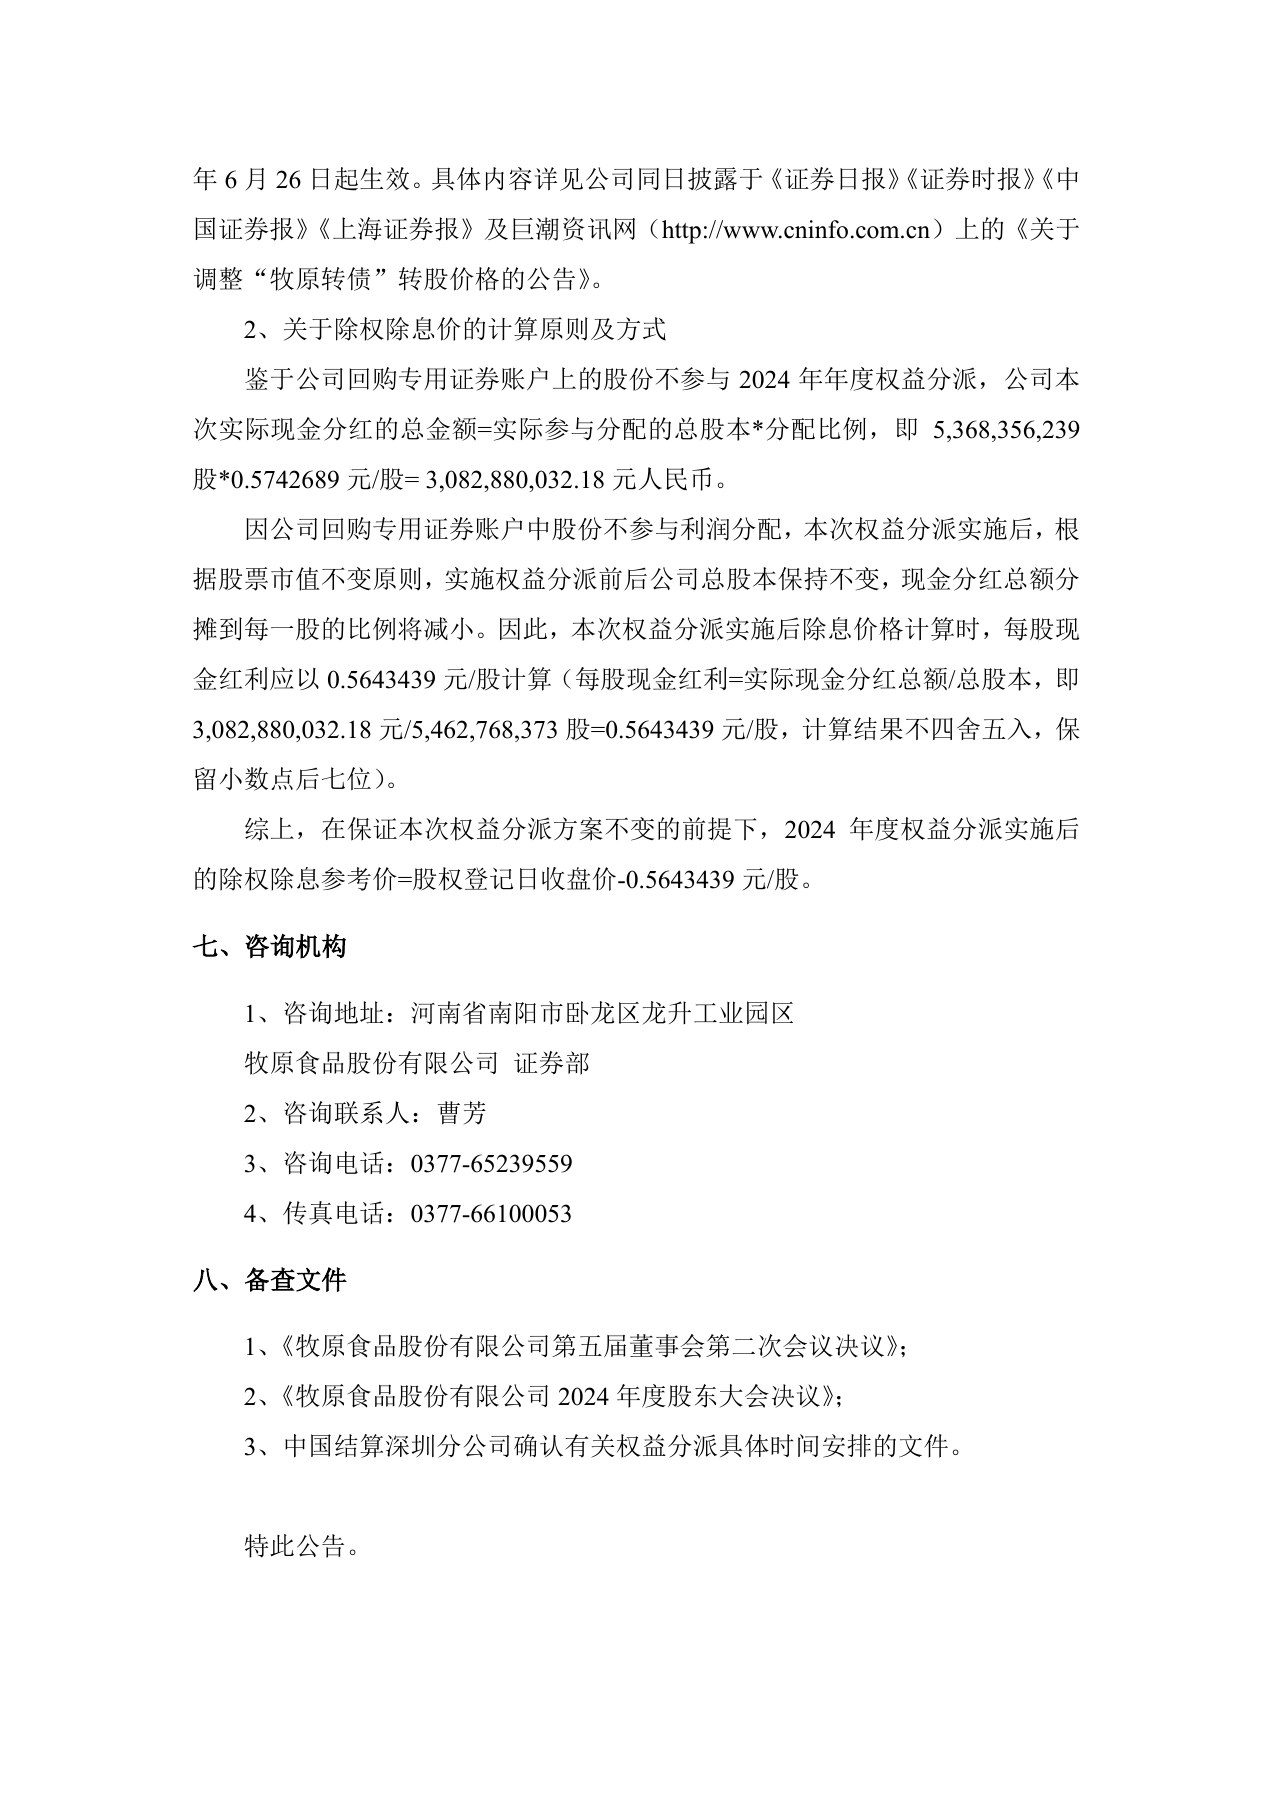 年 6 月 26 日起生效。具体内容详见公司同日披露于《证券日报》《证券时报》《中
国证券报》《上海证券报》及巨潮资讯网（http://www.cninfo.com.cn）上的《关于
调整“牧原转债”转股价格的公告》。
2、关于除权除息价的计算原则及方式
鉴于公司回购专用证券账户上的股份不参与 2024 年年度权益分派，公司本
次实际现金分红的总金额=实际参与分配的总股本*分配比例，即 5,368,356,239
股*0.5742689 元/股= 3,082,880,032.18 元人民币。
因公司回购专用证券账户中股份不参与利润分配，本次权益分派实施后，根
据股票市值不变原则，实施权益分派前后公司总股本保持不变，现金分红总额分
摊到每一股的比例将减小。因此，本次权益分派实施后除息价格计算时，每股现
金红利应以 0.5643439 元/股计算（每股现金红利=实际现金分红总额/总股本，即
3,082,880,032.18 元/5,462,768,373 股=0.5643439 元/股，计算结果不四舍五入，保
留小数点后七位）。
综上，在保证本次权益分派方案不变的前提下，2024 年度权益分派实施后
的除权除息参考价=股权登记日收盘价-0.5643439 元/股。
七、咨询机构
1、咨询地址：河南省南阳市卧龙区龙升工业园区
牧原食品股份有限公司 证券部
2、咨询联系人：曹芳
3、咨询电话：0377-65239559
4、传真电话：0377-66100053
八、备查文件
1、《牧原食品股份有限公司第五届董事会第二次会议决议》；
2、《牧原食品股份有限公司 2024 年度股东大会决议》；
3、中国结算深圳分公司确认有关权益分派具体时间安排的文件。
特此公告。